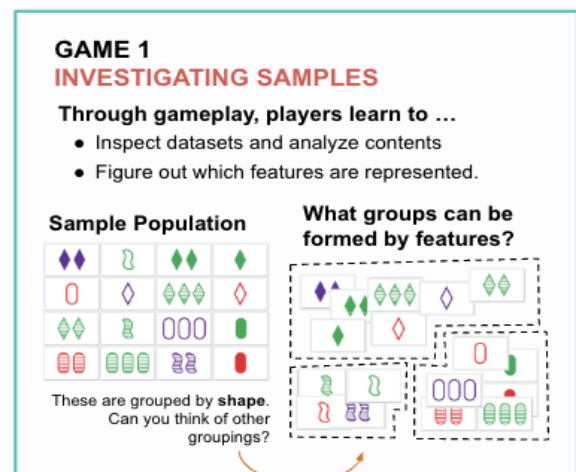 GAME 1
INVESTIGATING SAMPLES
Through gameplay, players learn to …
● Inspect datasets and analyze contents
● Figure out which features are represented.
Sample Population
What groups can be
formed by features?
These are grouped by shape.
Can you think of other
groupings?